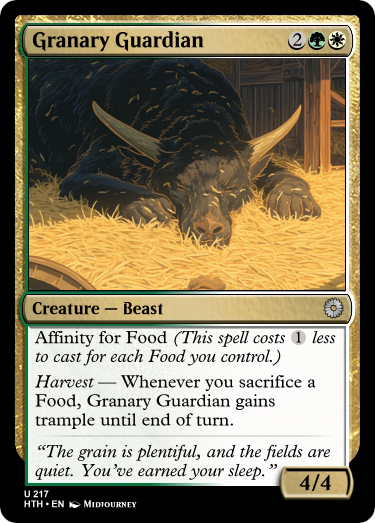 Granary Guardian 2
Creature — Beast
Affinity for Food (This spell costs 1 less
to cast for each Food you control.)
Harvest — Whenever you sacrifice a
Food, Granary Guardian gains
trample until end of turn.
“The grain is plentiful, and the fields are
quiet. You’ve earned your sleep.”
4/4
U 217
HTH • EN Midjourney